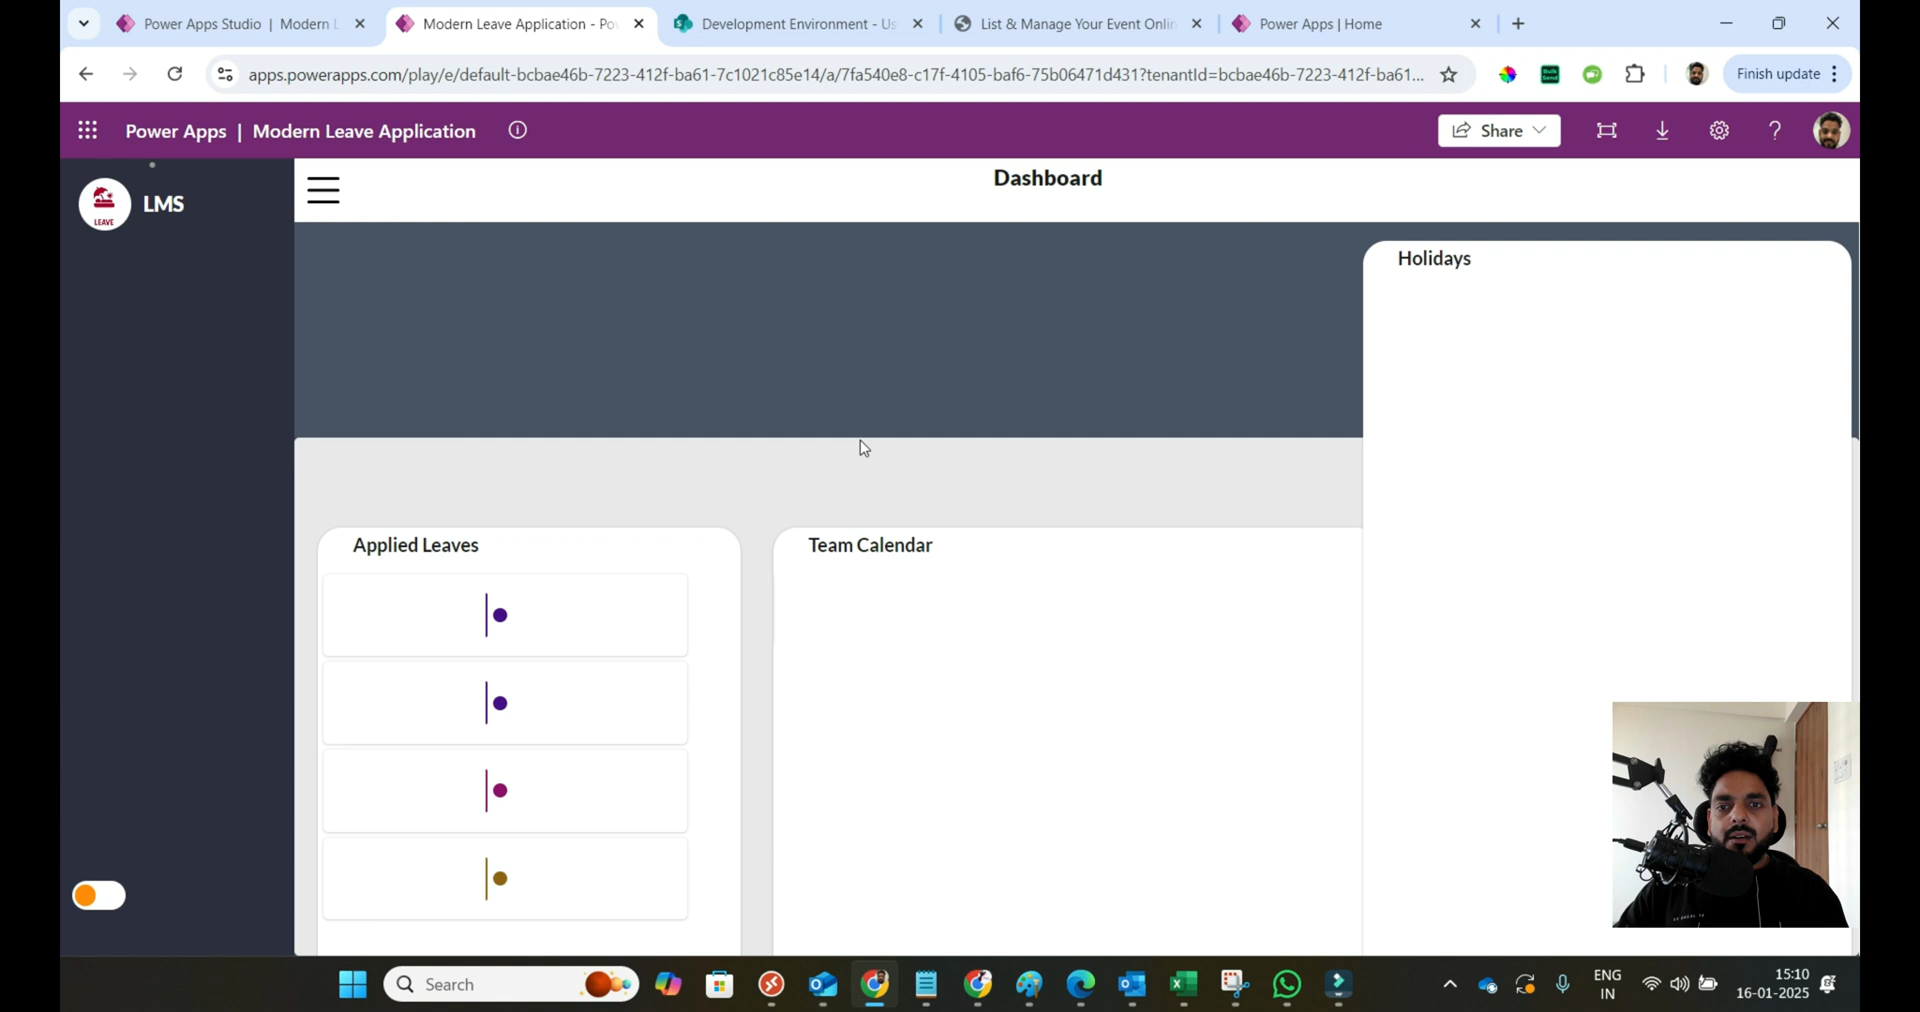 Power Apps Studio | Modern L
Modern Leave Application - Po
Development Environment - Us
List & Manage Your Event Onlin
Power Apps | Home
apps.powerapps.com/play/e/default-bcbae46b-7223-412f-ba61-7c1021c85e14/a/7fa540e8-c17f-4105-baf6-75b06471d431?tenantId=bcbae46b-7223-412f-ba61...
Finish update
Power Apps | Modern Leave Application
Share
LEAVE
LMS
Dashboard
Holidays
Applied Leaves
Team Calendar
Search
ENG
IN
15:10
16-01-2025